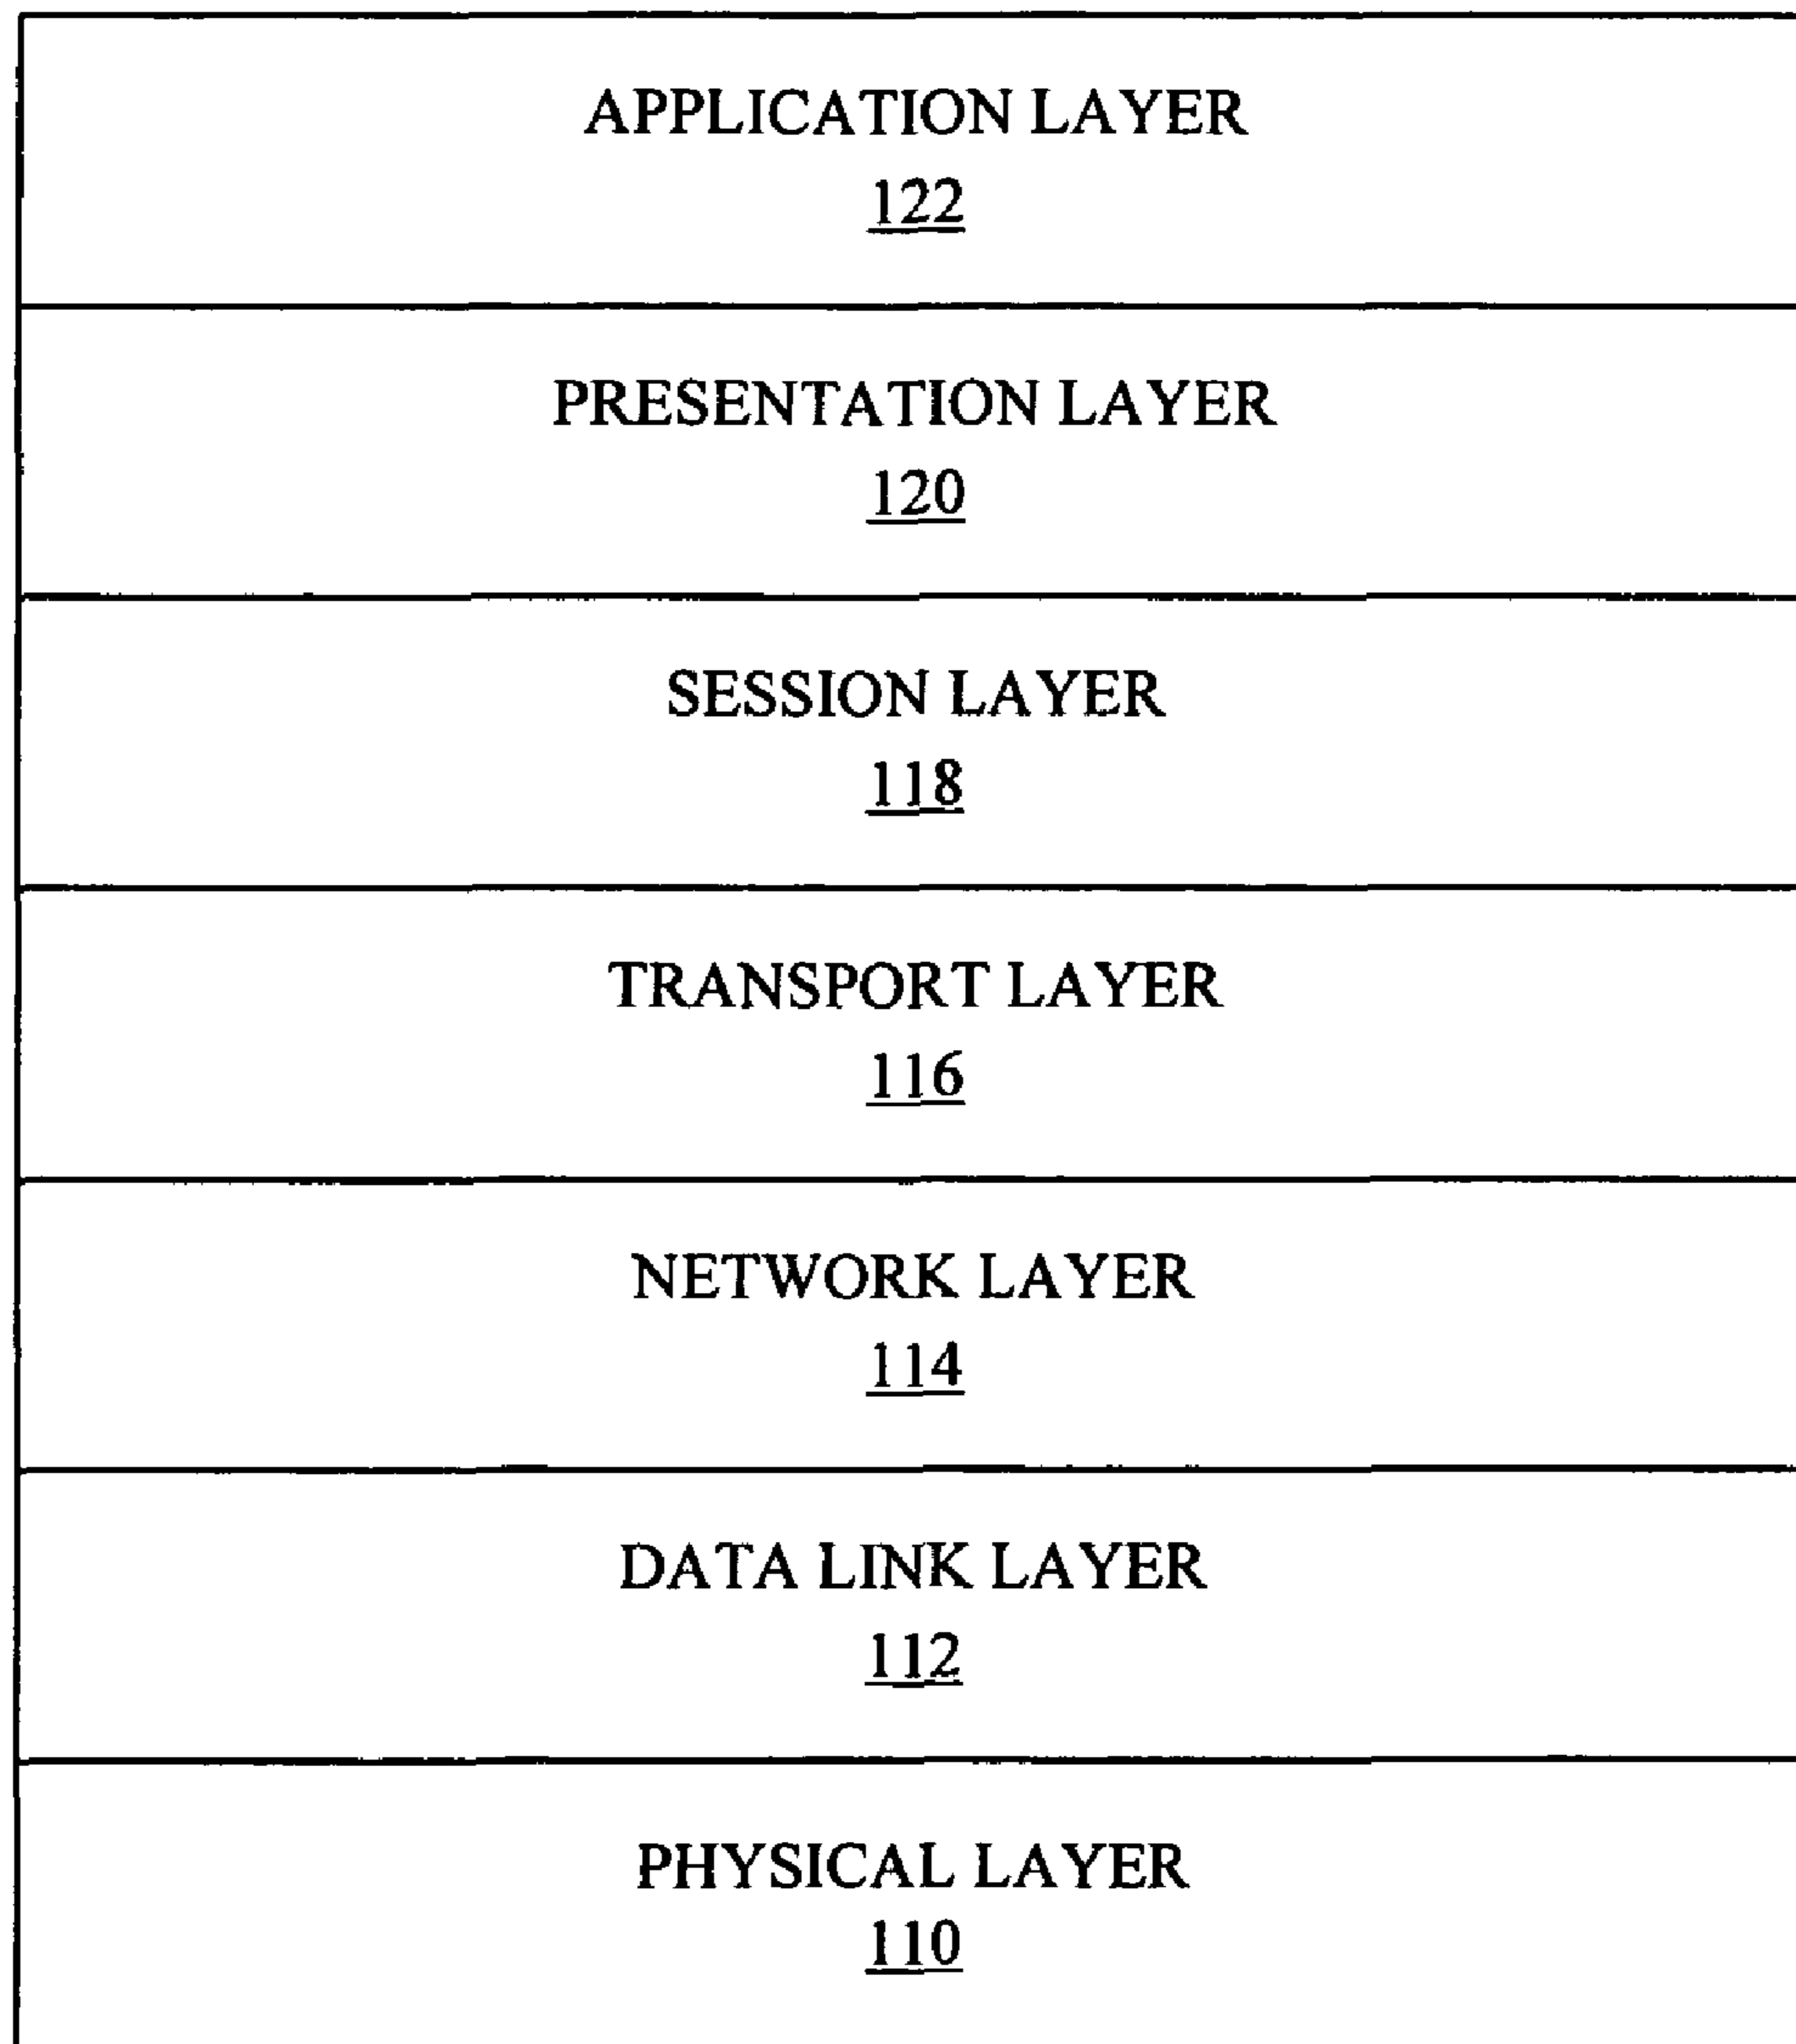 APPLICATION LAYER
122
PRESENTATION LAYER
120
SESSION LAYER
118
TRANSPORT LAYER
116
NETWORK LAYER
114
DATA LINK LAYER
112
PHYSICAL LAYER
110